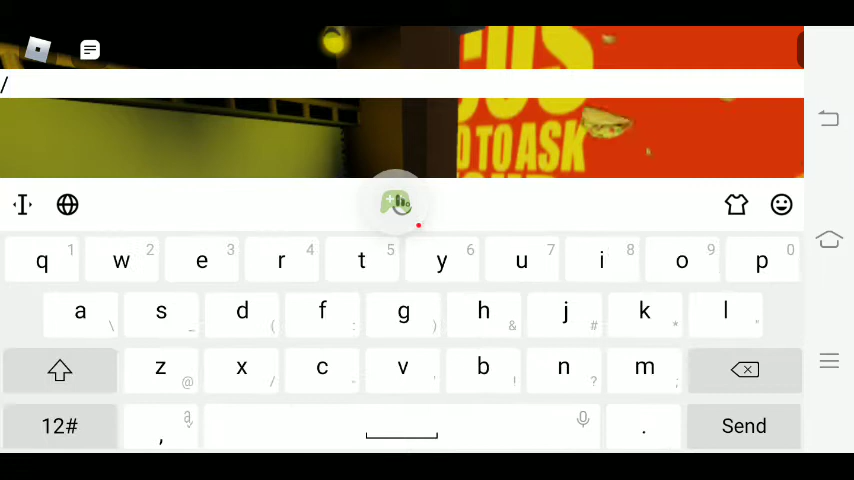 /
D TO ASK
q 1 w 2 e 3 r 4 t 5 y 6 u 7 i 8 o 9 p 0
a \ s _ d ( f : g ) h & j # k * l "
z @ x / c - v ' b ! n ? m ;
12# , . Send